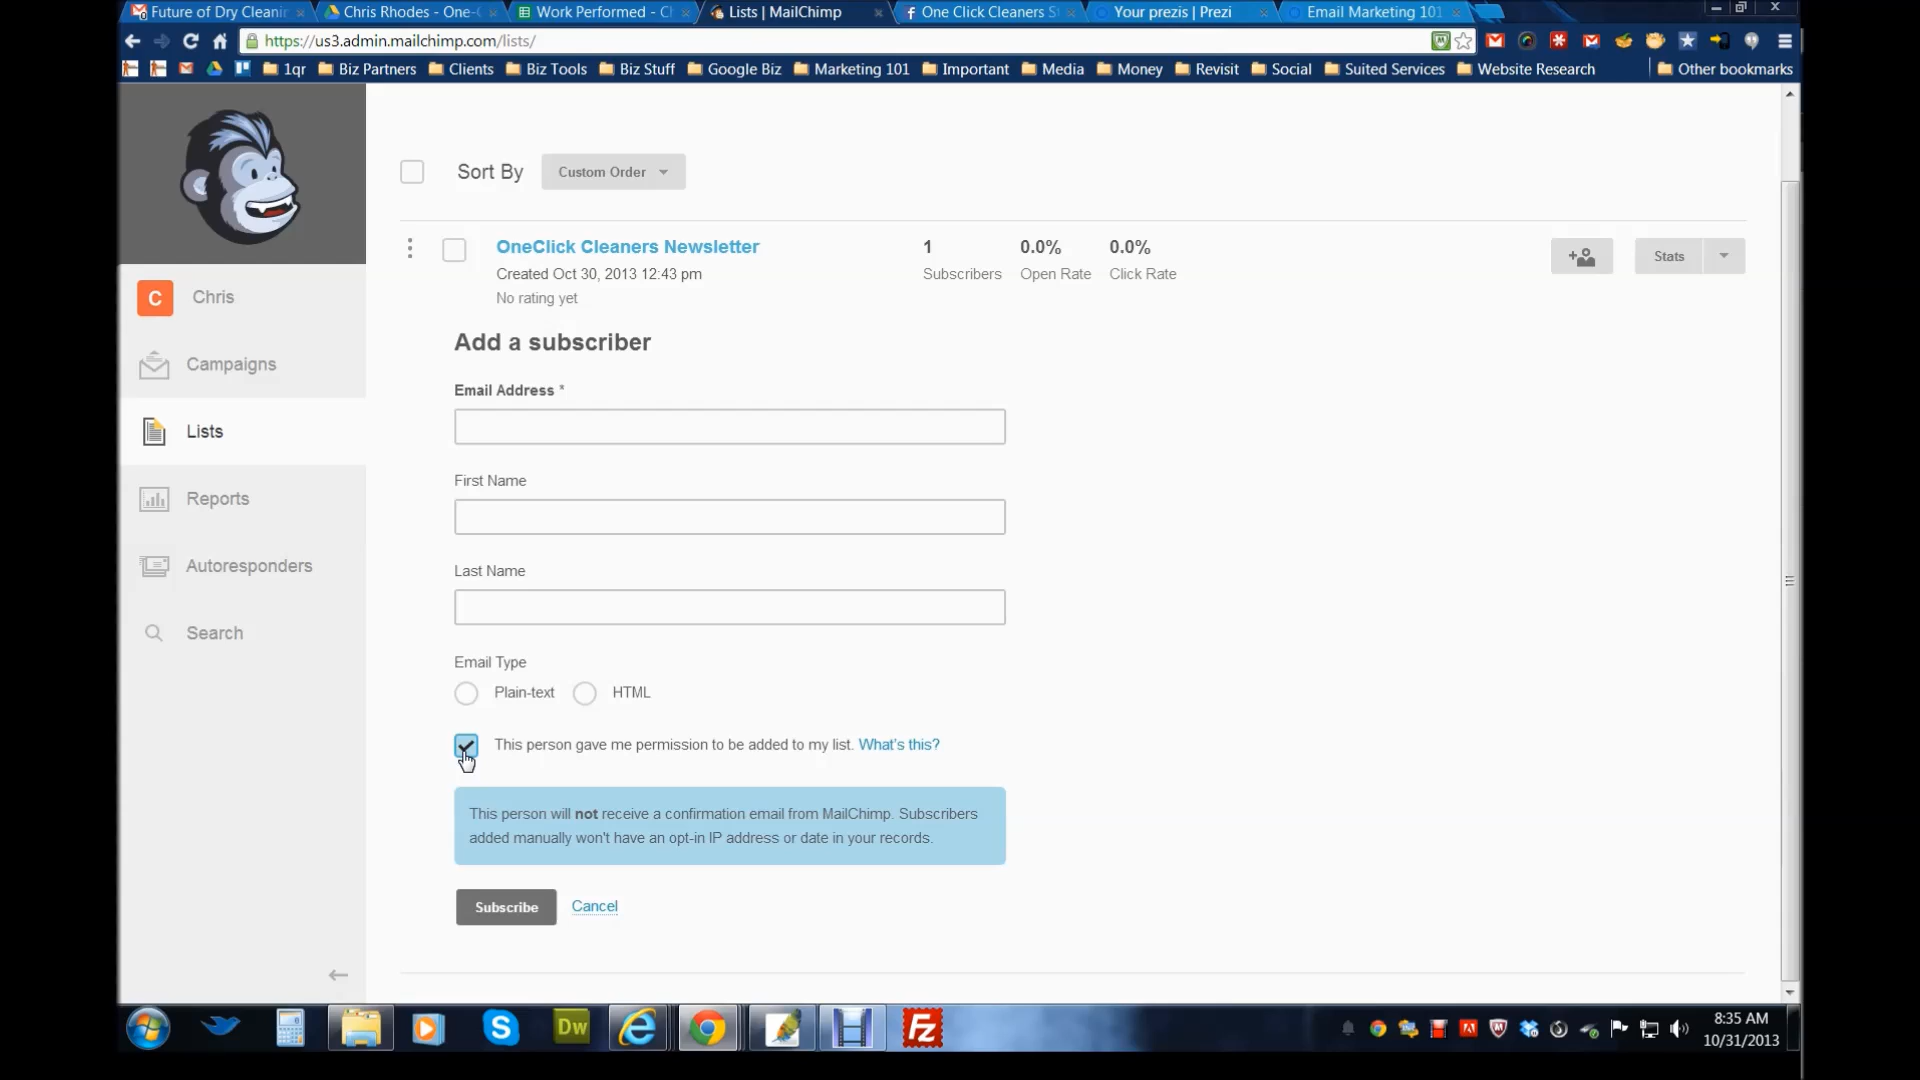 Future of Dry Cleanin
Chris Rhodes - One-C
Work Performed - Ch
Lists | MailChimp
One Click Cleaners S
Your prezis | Prezi
Email Marketing 101
https://us3.admin.mailchimp.com/lists/
1qr
Biz Partners
Clients
Biz Tools
Biz Stuff
Google Biz
Marketing 101
Important
Media
Money
Revisit
Social
Suited Services
Website Research
Other bookmarks
Sort By
Custom Order
OneClick Cleaners Newsletter
Created Oct 30, 2013 12:43 pm
No rating yet
1
Subscribers
0.0%
Open Rate
0.0%
Click Rate
Stats
C
Chris
Campaigns
Lists
Reports
Autoresponders
Search
Add a subscriber
Email Address *
First Name
Last Name
Email Type
Plain-text
HTML
This person gave me permission to be added to my list. What's this?
This person will not receive a confirmation email from MailChimp. Subscribers
added manually won't have an opt-in IP address or date in your records.
Subscribe
Cancel
Dw
Fz
8:35 AM
10/31/2013